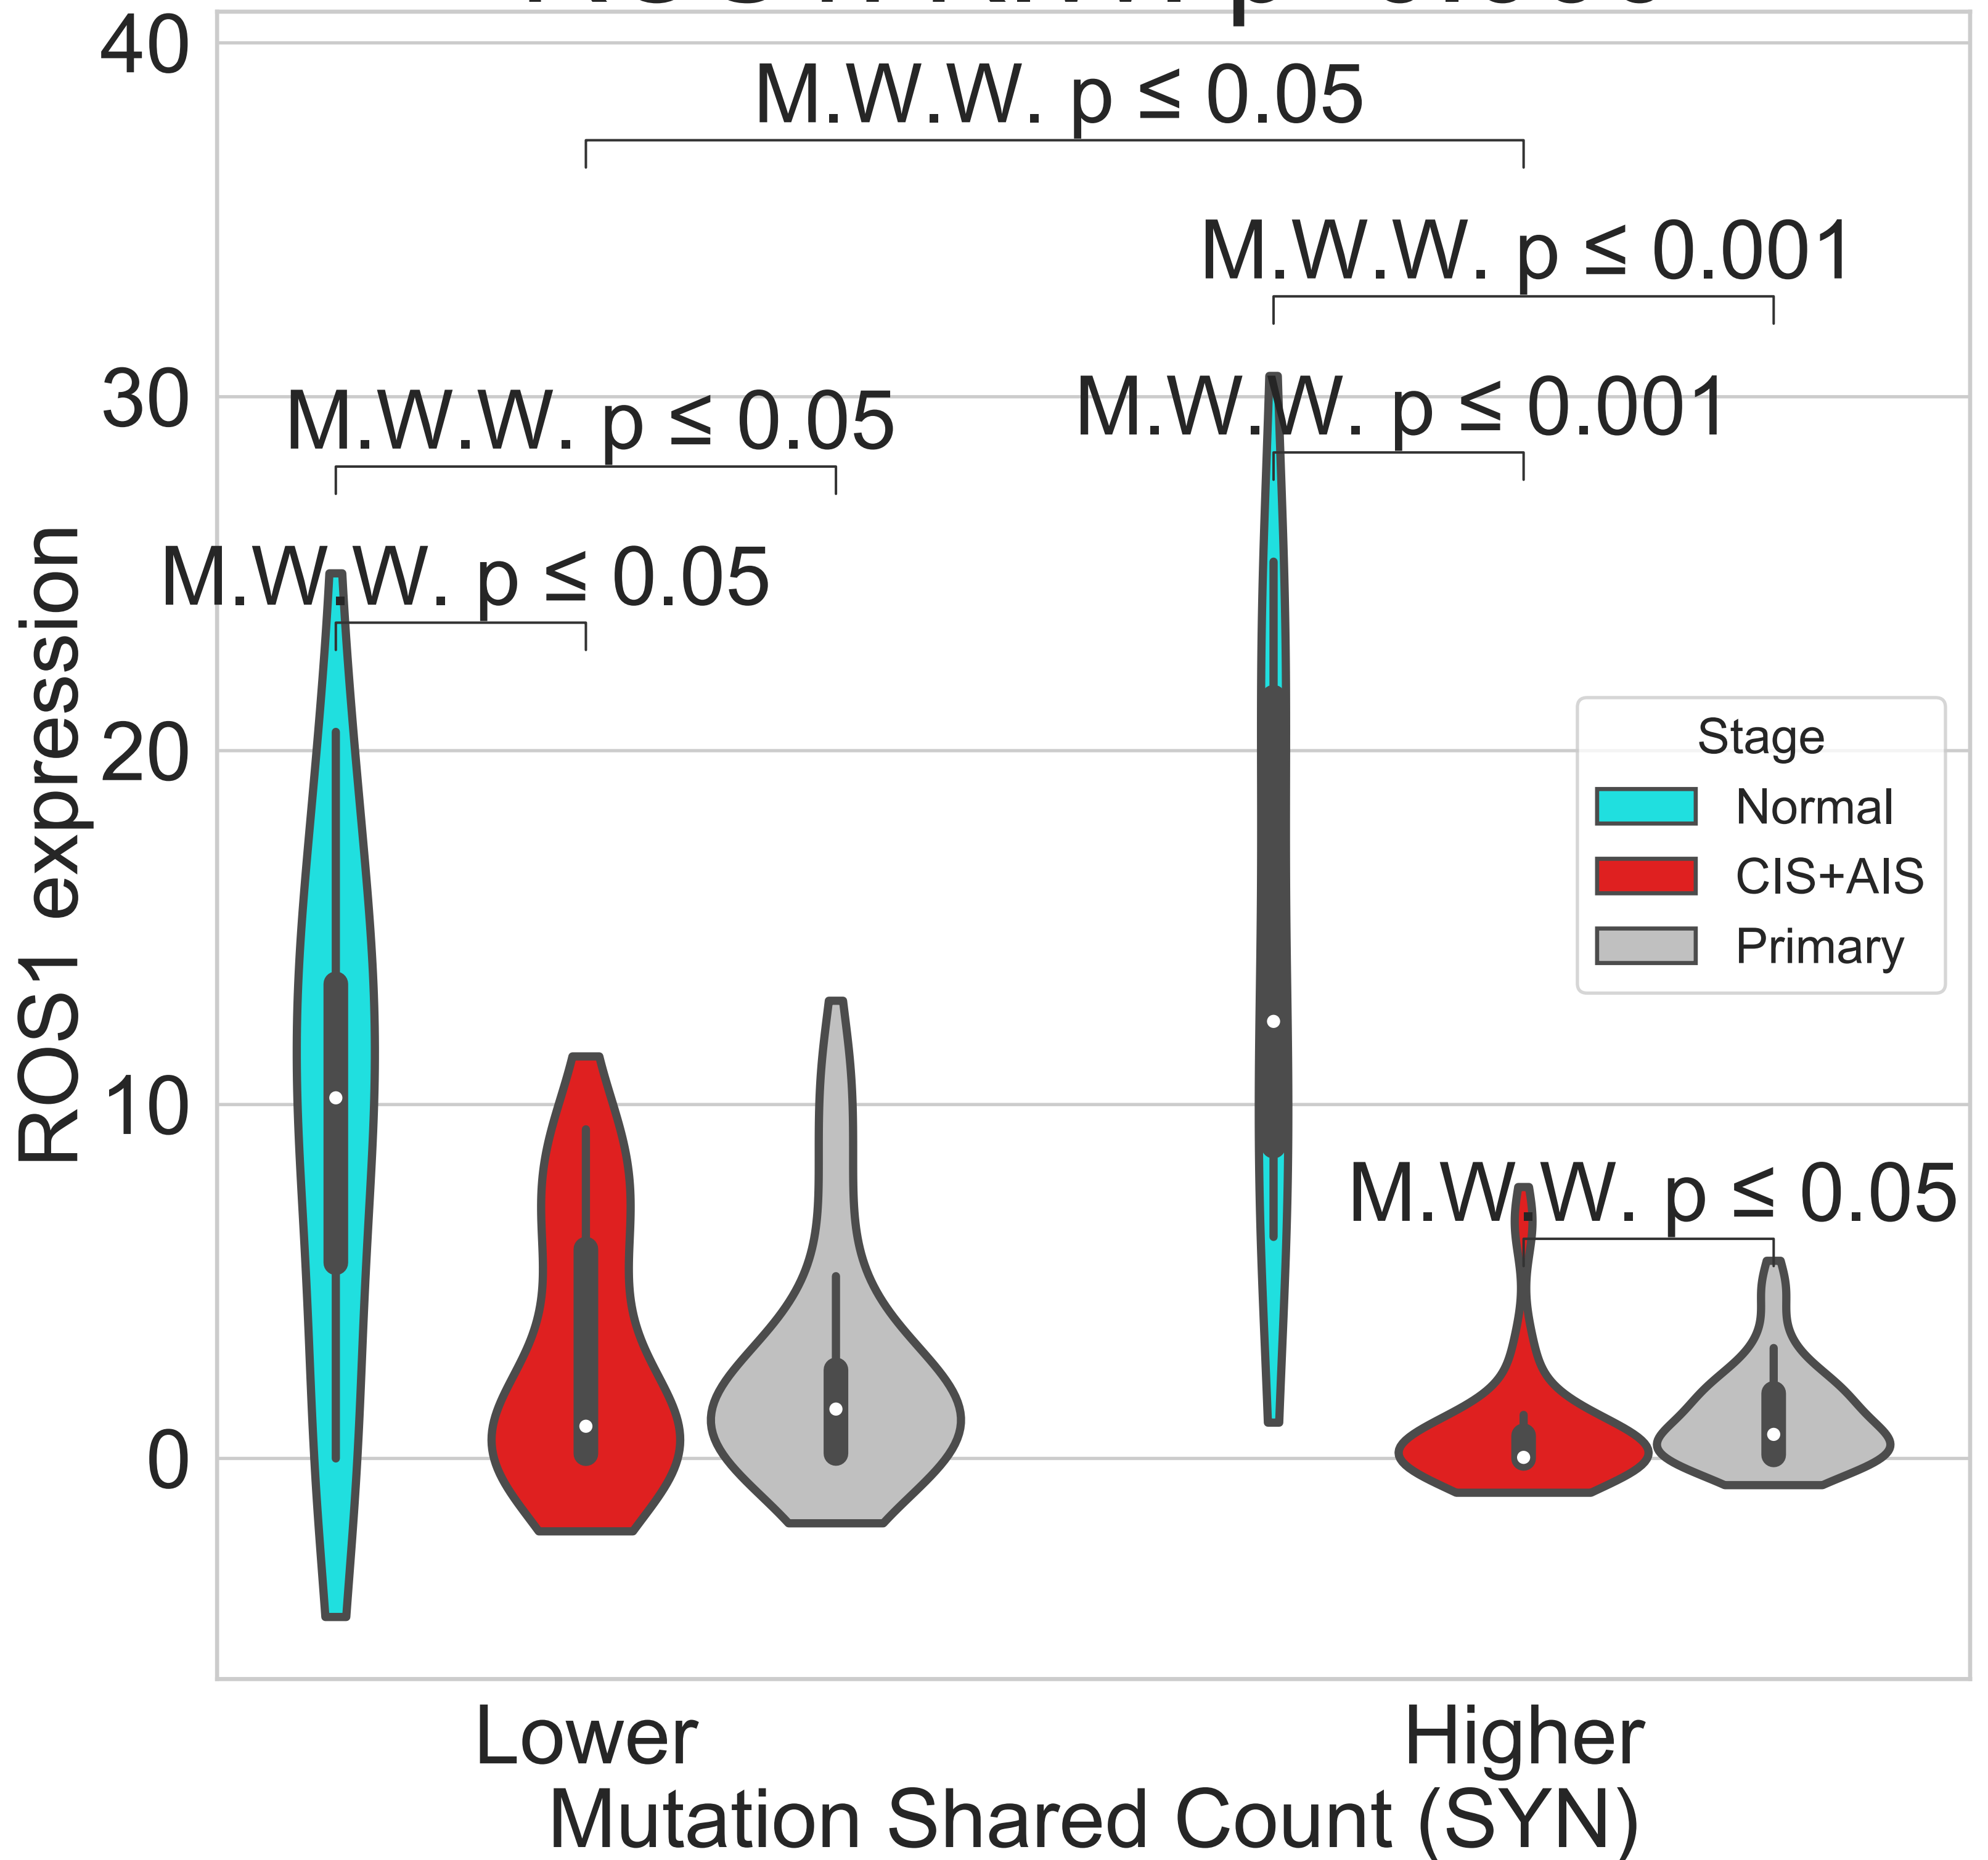 40
M.W.W. p ≤ 0.05
M.W.W. p ≤ 0.001
30
M.W.W. p ≤ 0.05
M.W.W. p ≤ 0.001
M.W.W. p ≤ 0.05
20
10
0
M.W.W. p ≤ 0.05
ROS1 expression
Stage
Normal
CIS+AIS
Primary
Lower
Higher
Mutation Shared Count (SYN)